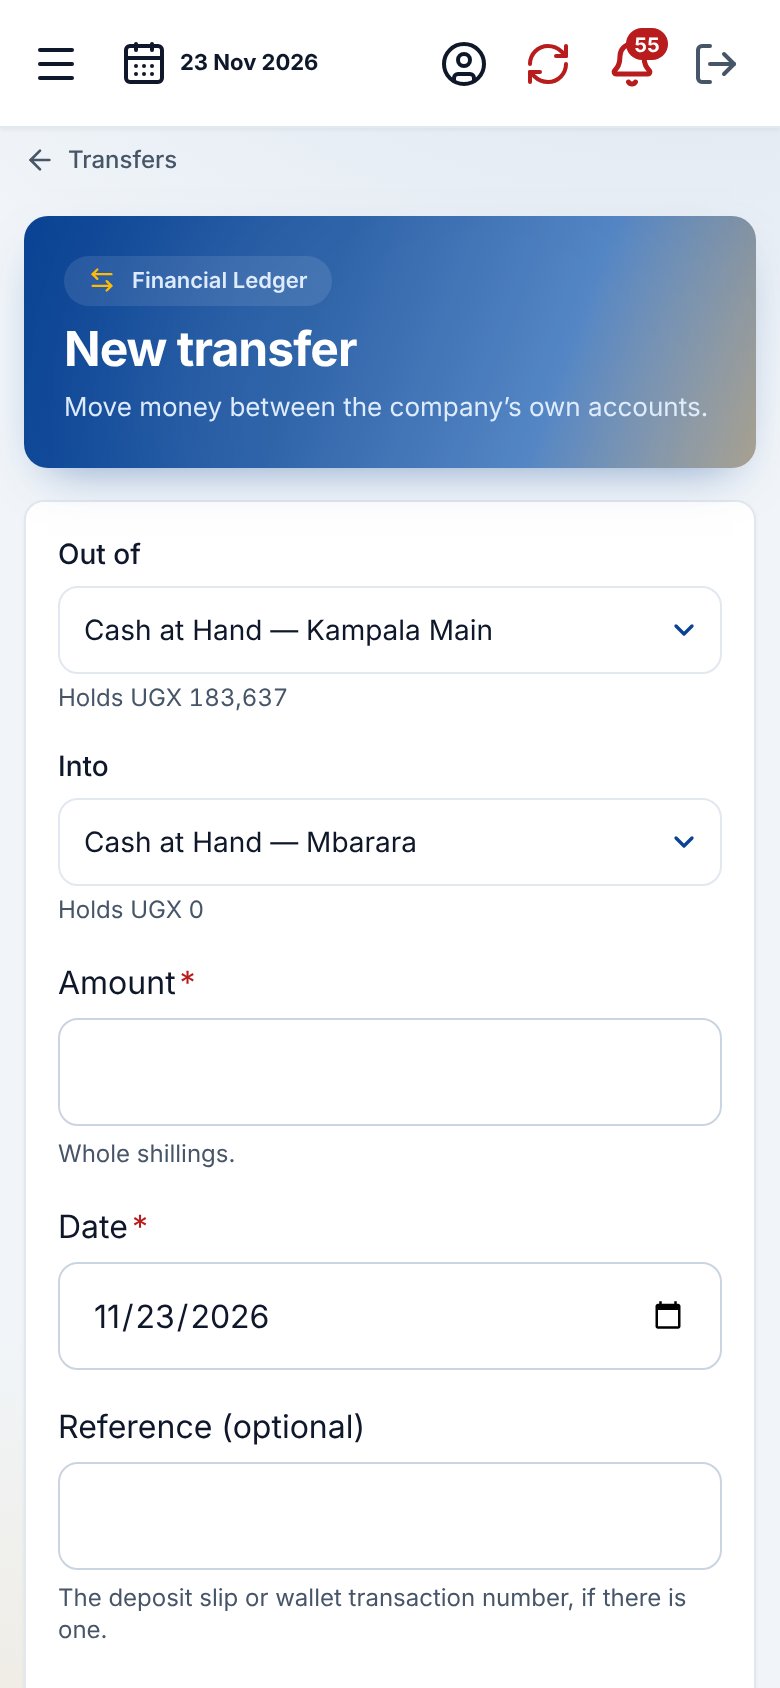 23 Nov 2026
55
Transfers
Financial Ledger
New transfer
Move money between the company’s own accounts.
Out of
Cash at Hand — Kampala Main
Holds UGX 183,637
Into
Cash at Hand — Mbarara
Holds UGX 0
Amount*
Whole shillings.
Date*
11/23/2026
Reference (optional)
The deposit slip or wallet transaction number, if there is
one.